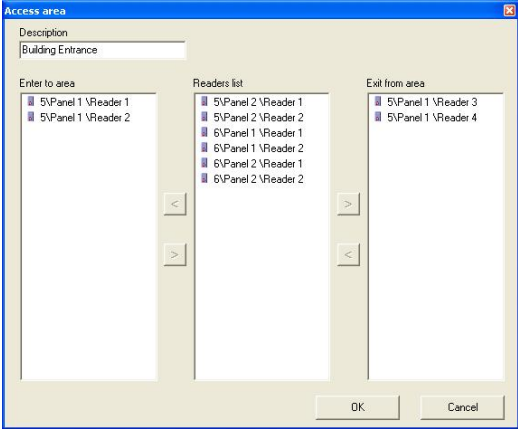 Access area
Description
Building Entrance
Enter to area
5\Panel 1 \Reader 1
5\Panel 1 \Reader 2
Readers list
5\Panel 2 \Reader 1
5\Panel 2 \Reader 2
6\Panel 1 \Reader 1
6\Panel 1 \Reader 2
6\Panel 2 \Reader 1
6\Panel 2 \Reader 2
Exit from area
5\Panel 1 \Reader 3
5\Panel 1 \Reader 4
<
>
>
<
OK
Cancel